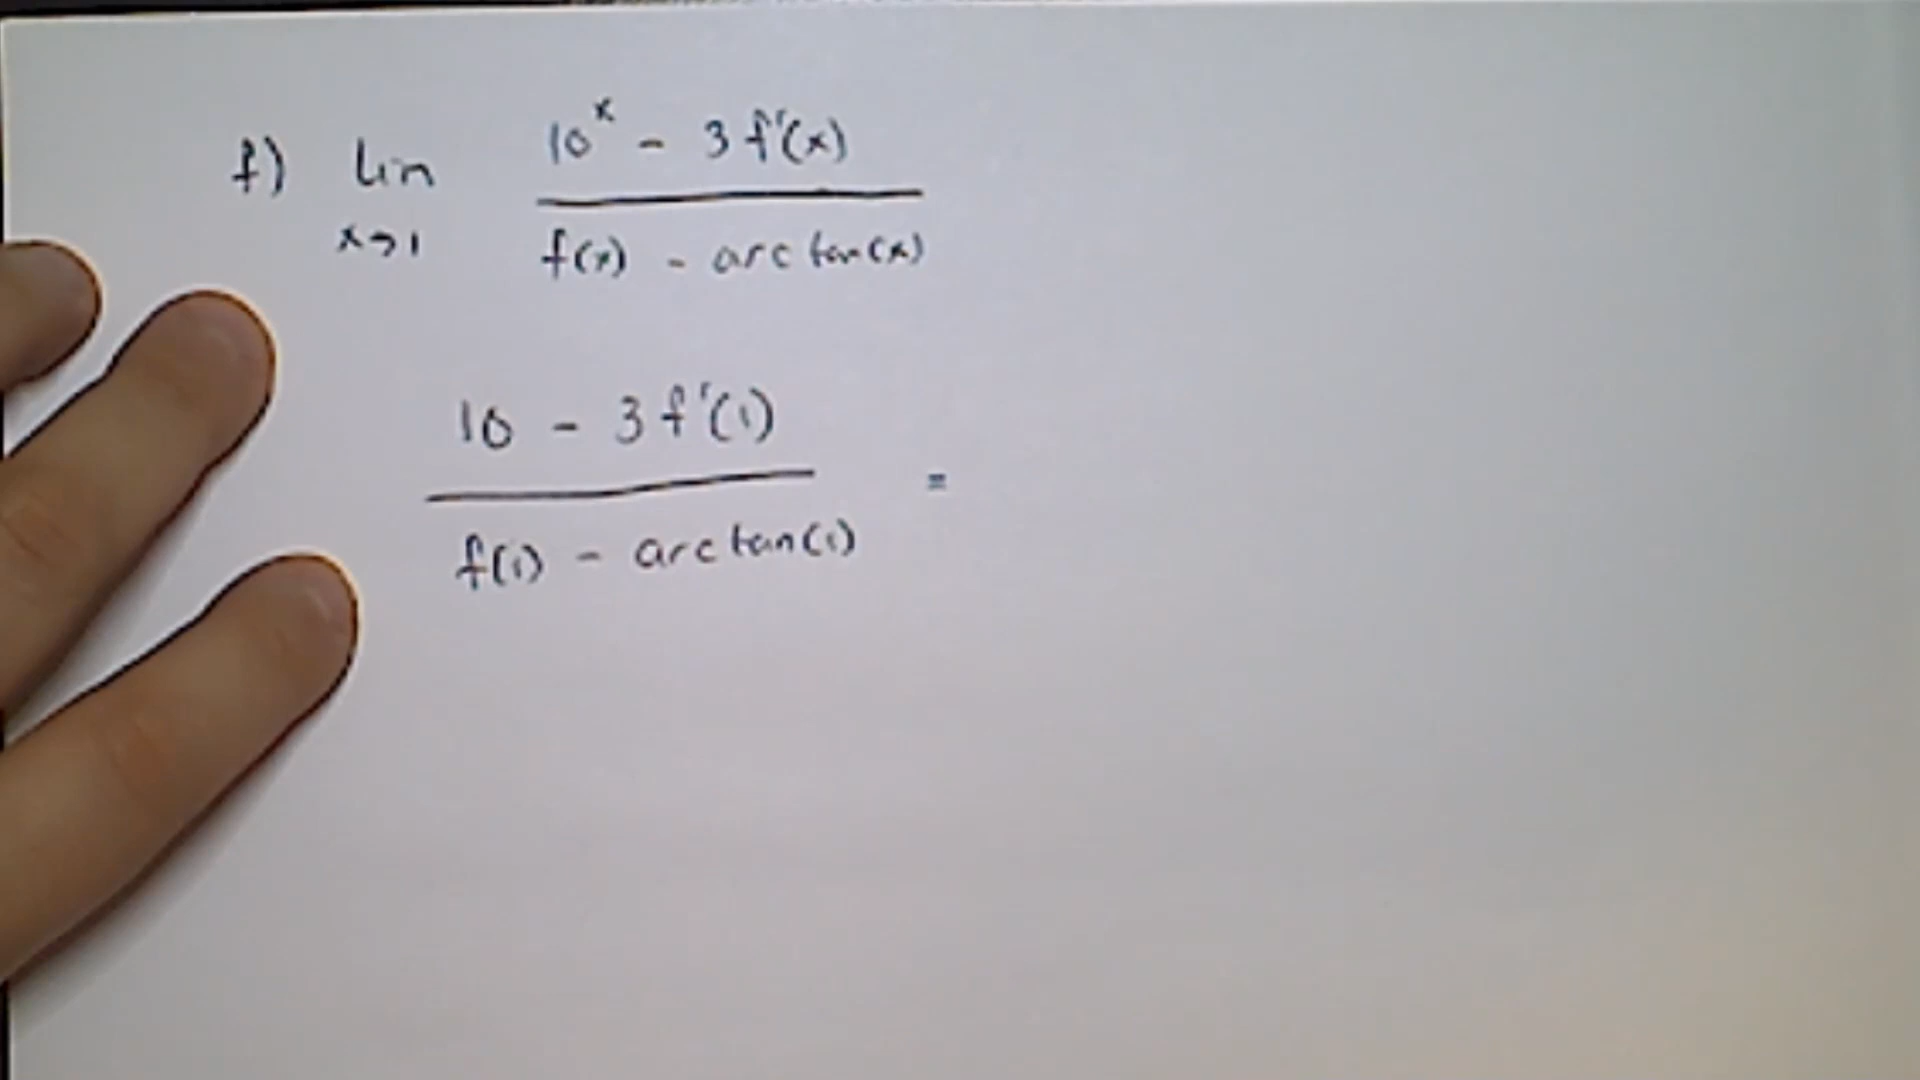 f) lim 10^x - 3f'(x)
x→1 f(x) - arctan(x)
10 - 3f'(1)
=
f(1) - arctan(1)